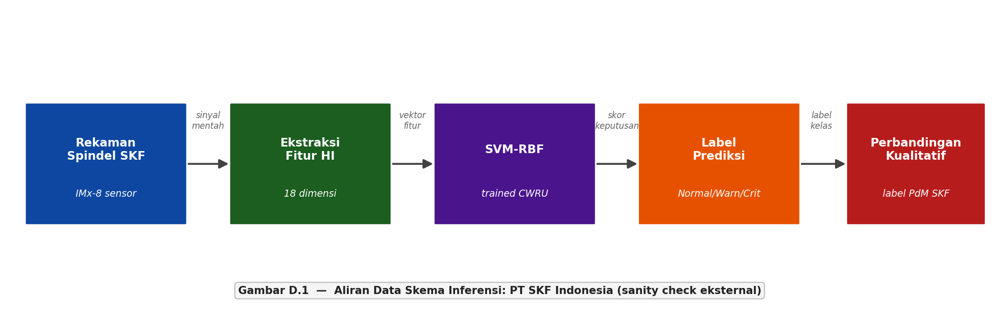 Rekaman
Spindel SKF
IMx-8 sensor
sinyal
mentah
Ekstraksi
Fitur HI
18 dimensi
vektor
fitur
SVM-RBF
trained CWRU
skor
keputusan
Label
Prediksi
Normal/Warn/Crit
label
kelas
Perbandingan
Kualitatif
label PdM SKF
Gambar D.1 — Aliran Data Skema Inferensi: PT SKF Indonesia (sanity check eksternal)